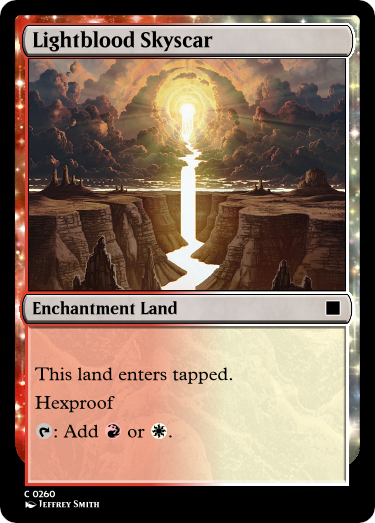 Lightblood Skyscar
Enchantment Land
This land enters tapped.
Hexproof
: Add or .
C 0260
Jeffrey Smith